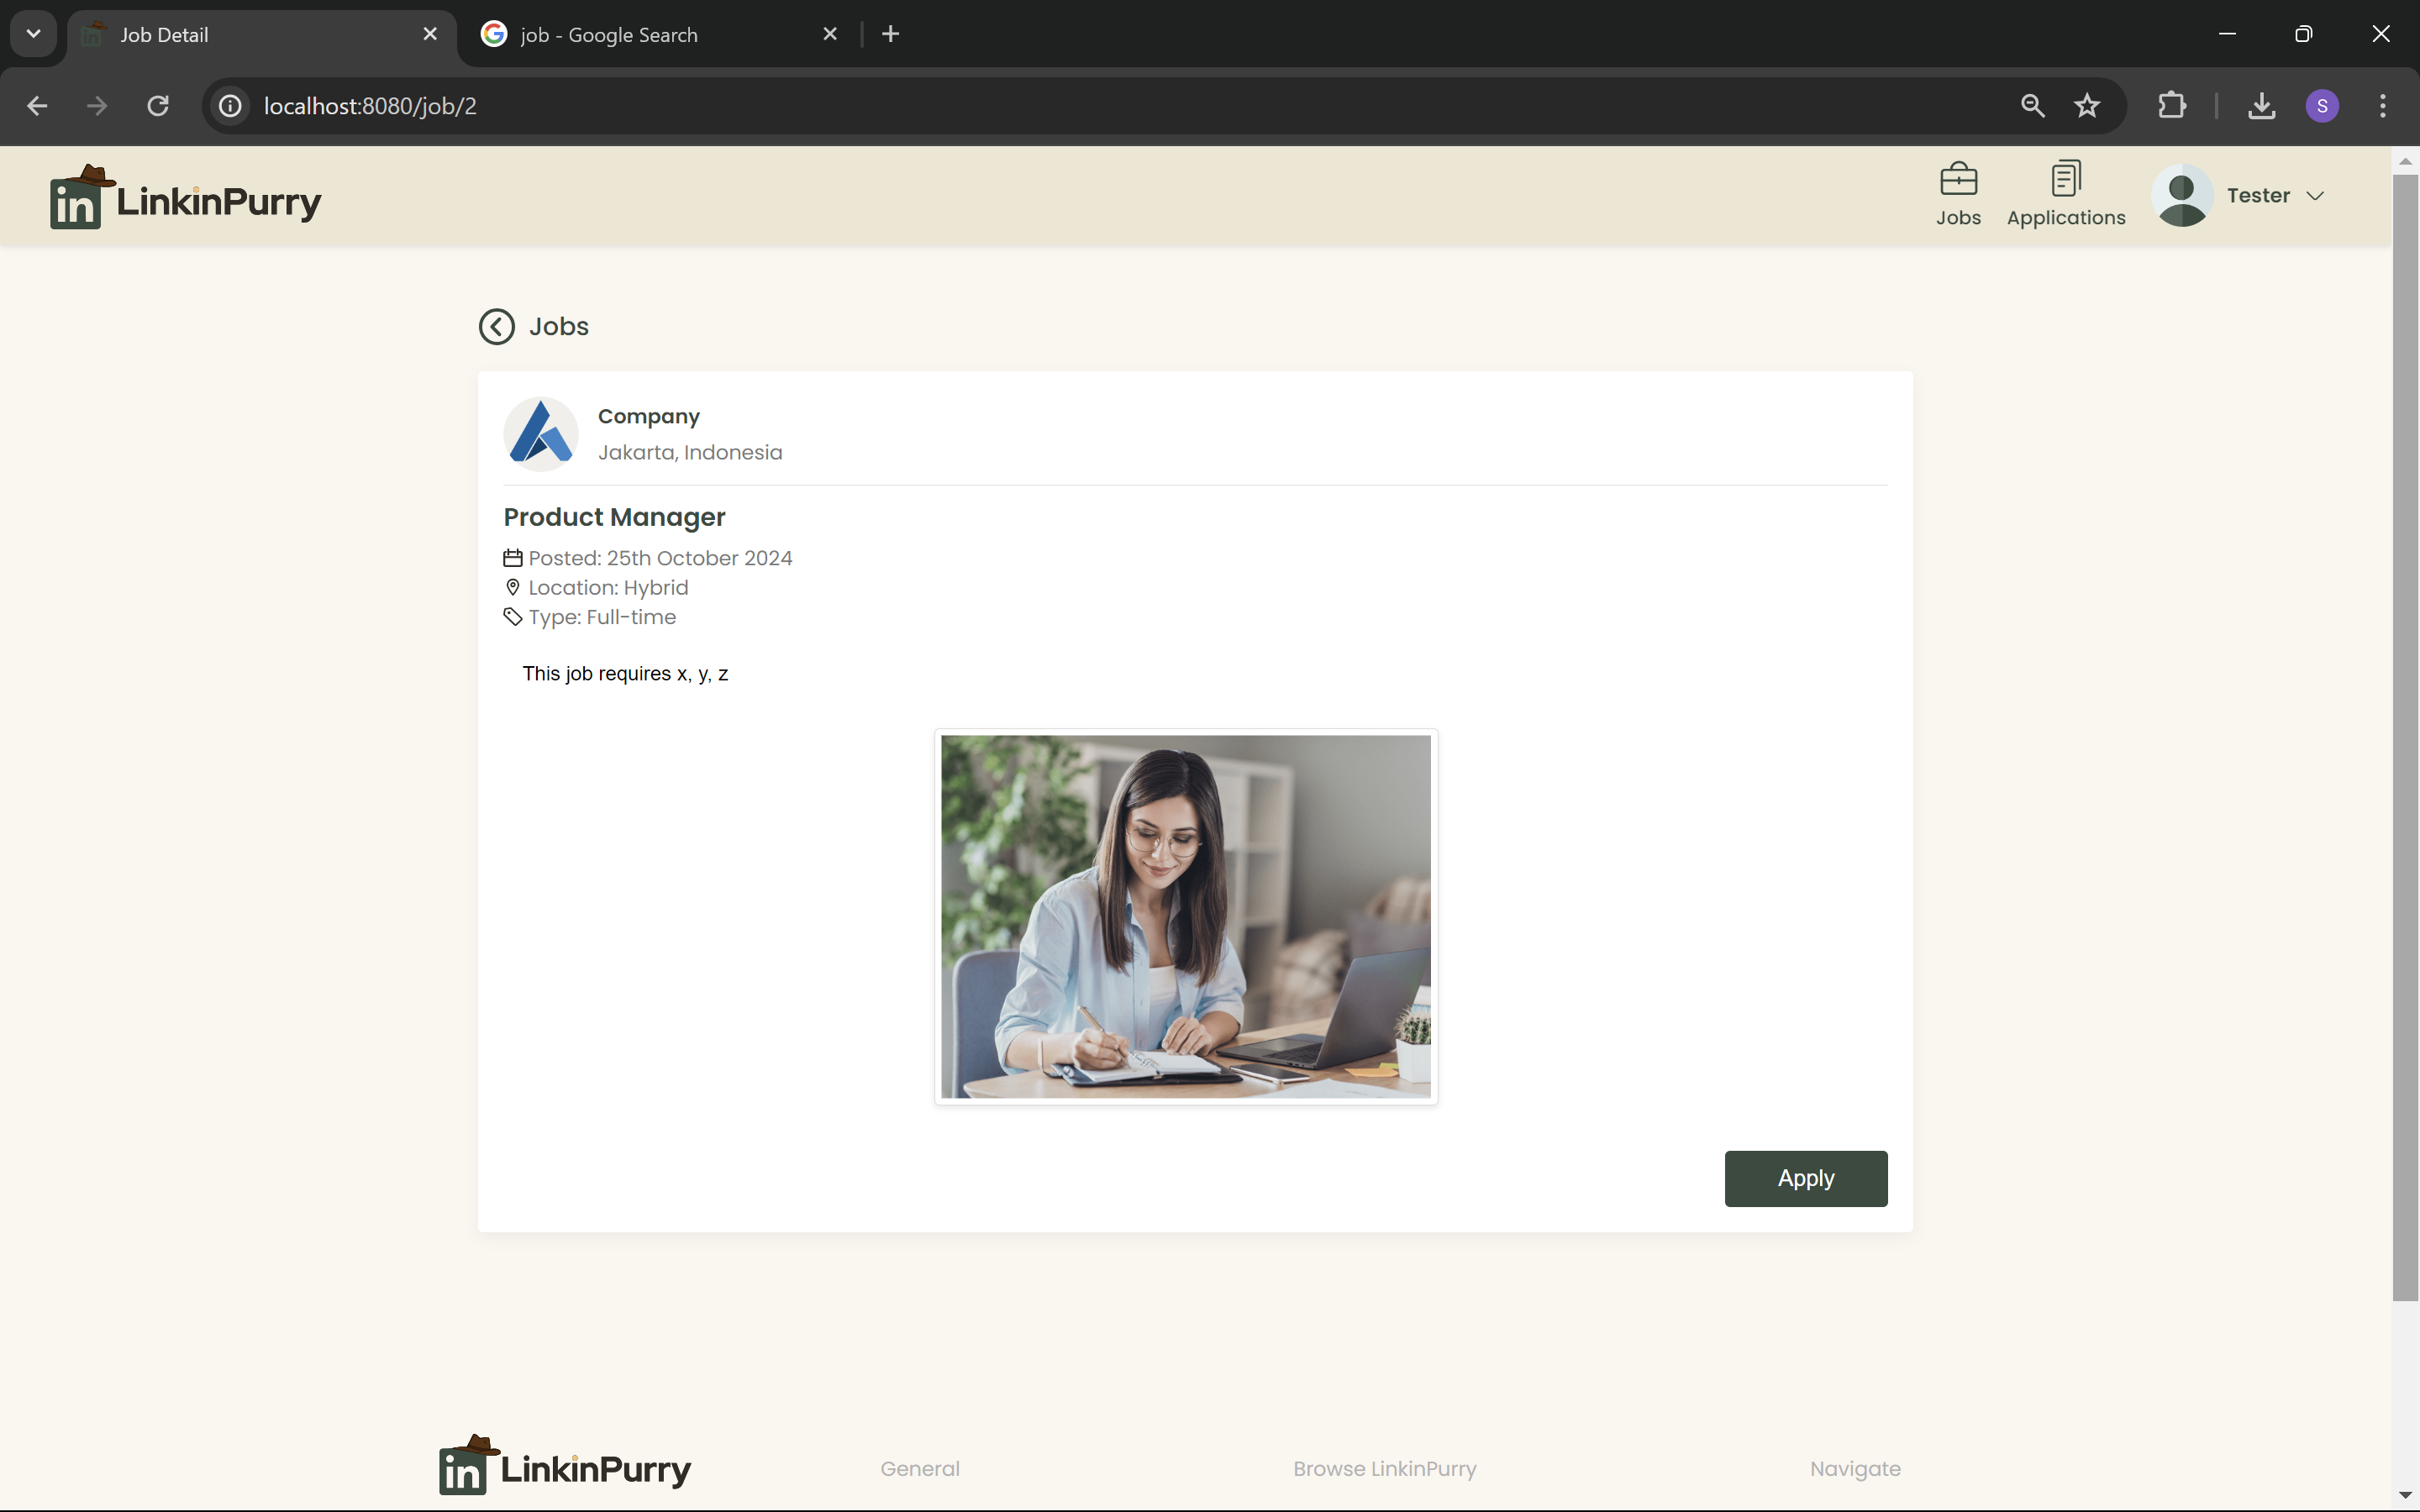 Job Detail
job - Google Search
localhost:8080/job/2
S
in LinkinPurry
Jobs
Applications
Tester
Jobs
Company
Jakarta, Indonesia
Product Manager
Posted: 25th October 2024
Location: Hybrid
Type: Full-time
This job requires x, y, z
Apply
in LinkinPurry
General
Browse LinkinPurry
Navigate